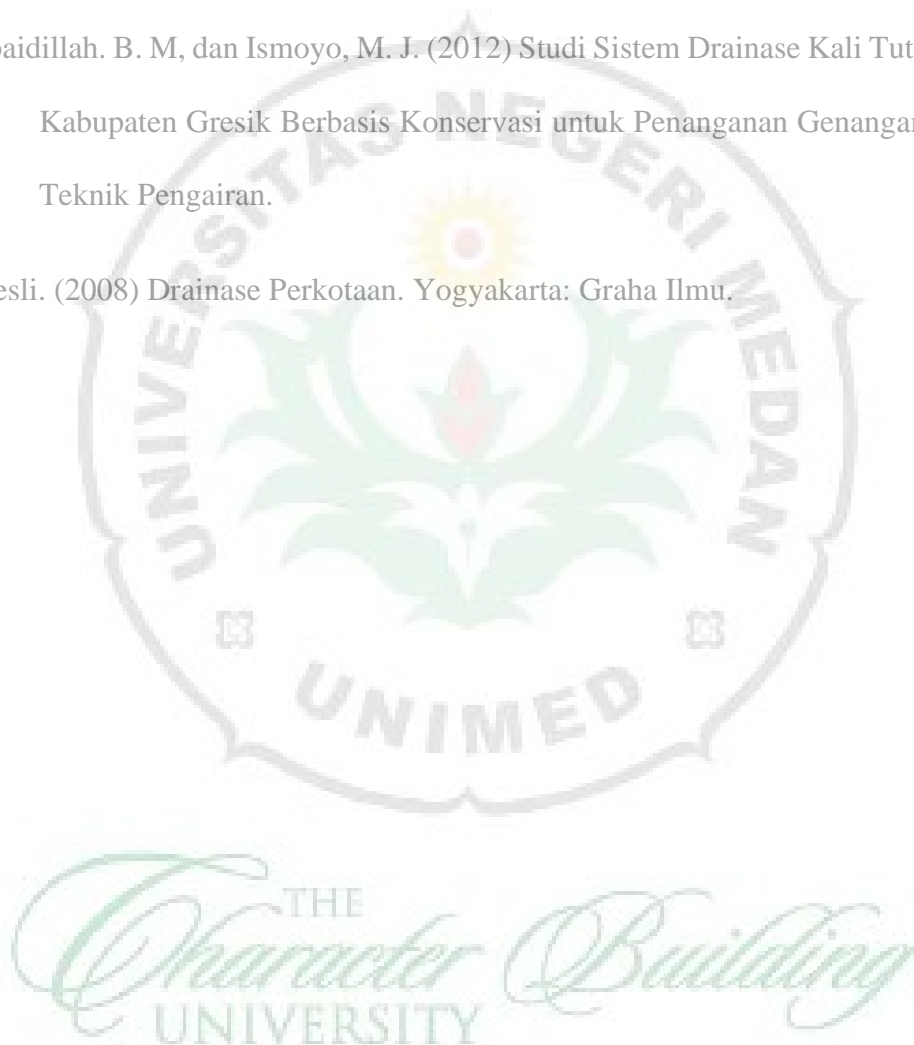 aidillah. B. M, dan Ismoyo, M. J. (2012) Studi Sistem Drainase Kali Tut
Kabupaten Gresik Berbasis Konservasi untuk Penanganan Genangan
Teknik Pengairan.
esli. (2008) Drainase Perkotaan. Yogyakarta: Graha Ilmu.
UNIVERSITAS NEGERI MEDAN
UNIMED
THE
Character Building
UNIVERSITY